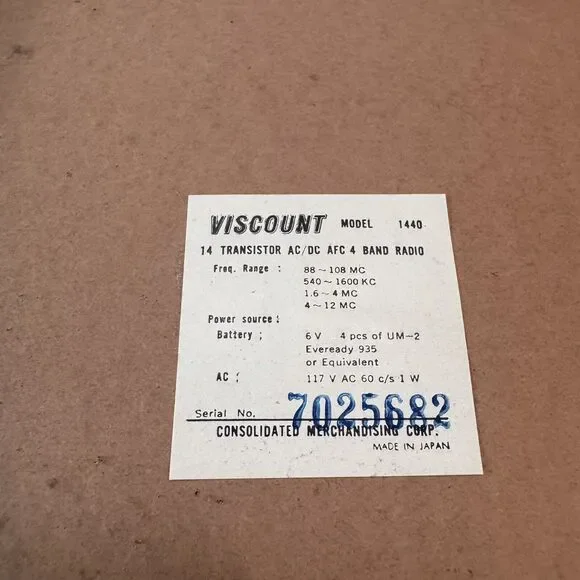 VISCOUNT MODEL 1440
14 TRANSISTOR AC/DC AFC 4 BAND RADIO
Freq. Range : 88 ~ 108 MC
540 ~ 1600 KC
1.6 ~ 4 MC
4 ~ 12 MC
Power source :
Battery ; 6 V 4 pcs of UM-2
Eveready 935
or Equivalent
AC ; 117 V AC 60 c/s 1 W
Serial No. 7025682
CONSOLIDATED MERCHANDISING CORP.
MADE IN JAPAN